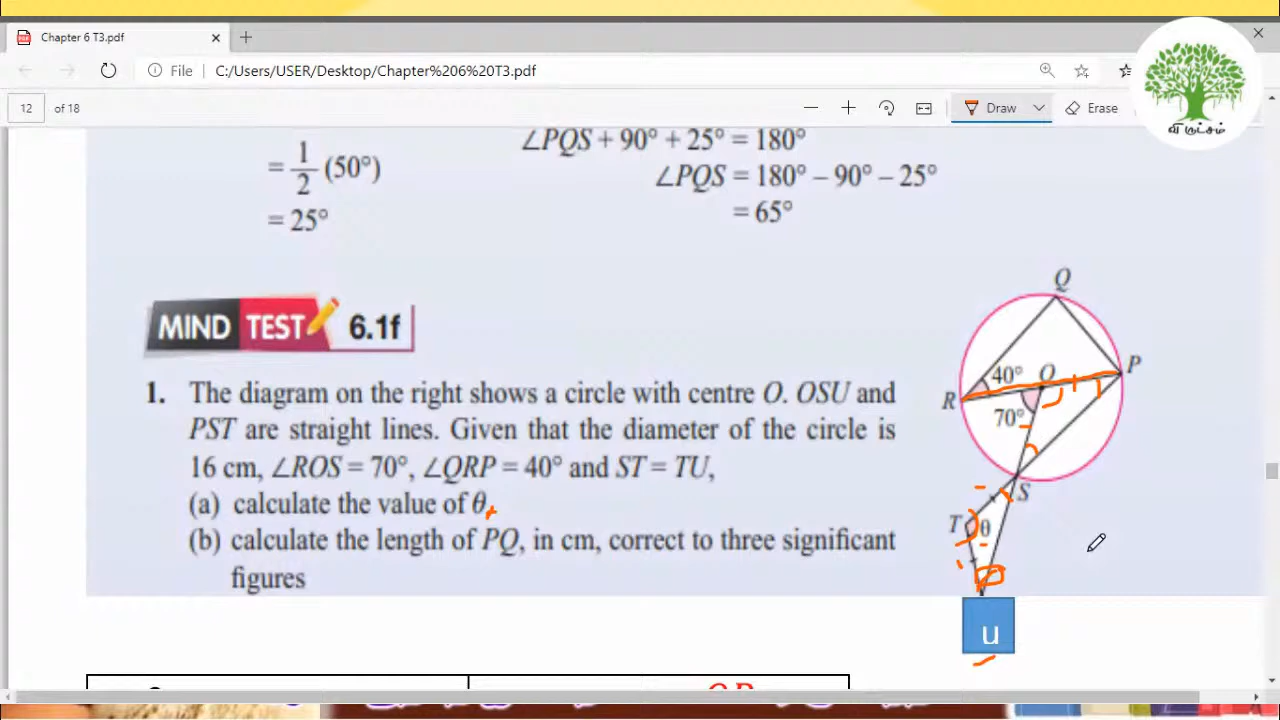 Chapter 6 T3.pdf
File
C:/Users/USER/Desktop/Chapter%206%20T3.pdf
12 of 18
Draw
Erase
விருட்சம்
= 1/2 (50°)
= 25°
∠PQS + 90° + 25° = 180°
∠PQS = 180° – 90° – 25°
= 65°
MIND TEST 6.1f
1. The diagram on the right shows a circle with centre O. OSU and
PST are straight lines. Given that the diameter of the circle is
16 cm, ∠ROS = 70°, ∠QRP = 40° and ST = TU,
(a) calculate the value of θ,
(b) calculate the length of PQ, in cm, correct to three significant
figures
Q
P
O
40°
R
70°
S
T
θ
u